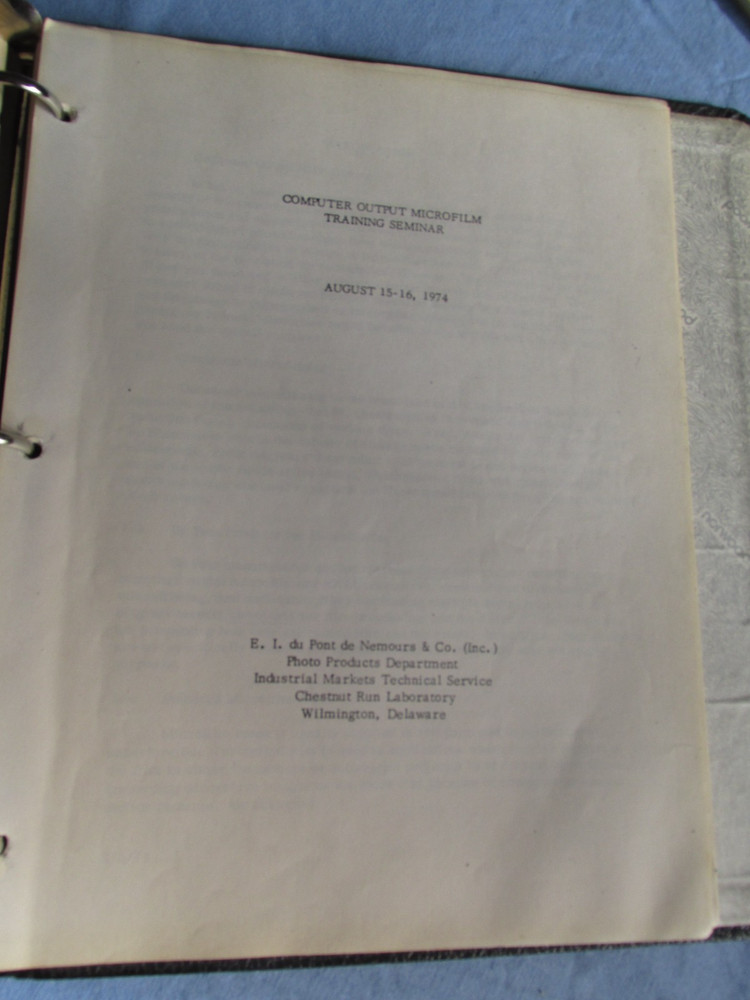 COMPUTER OUTPUT MICROFILM
TRAINING SEMINAR
AUGUST 15-16, 1974
E. I. du Pont de Nemours & Co. (Inc.)
Photo Products Department
Industrial Markets Technical Service
Chestnut Run Laboratory
Wilmington, Delaware